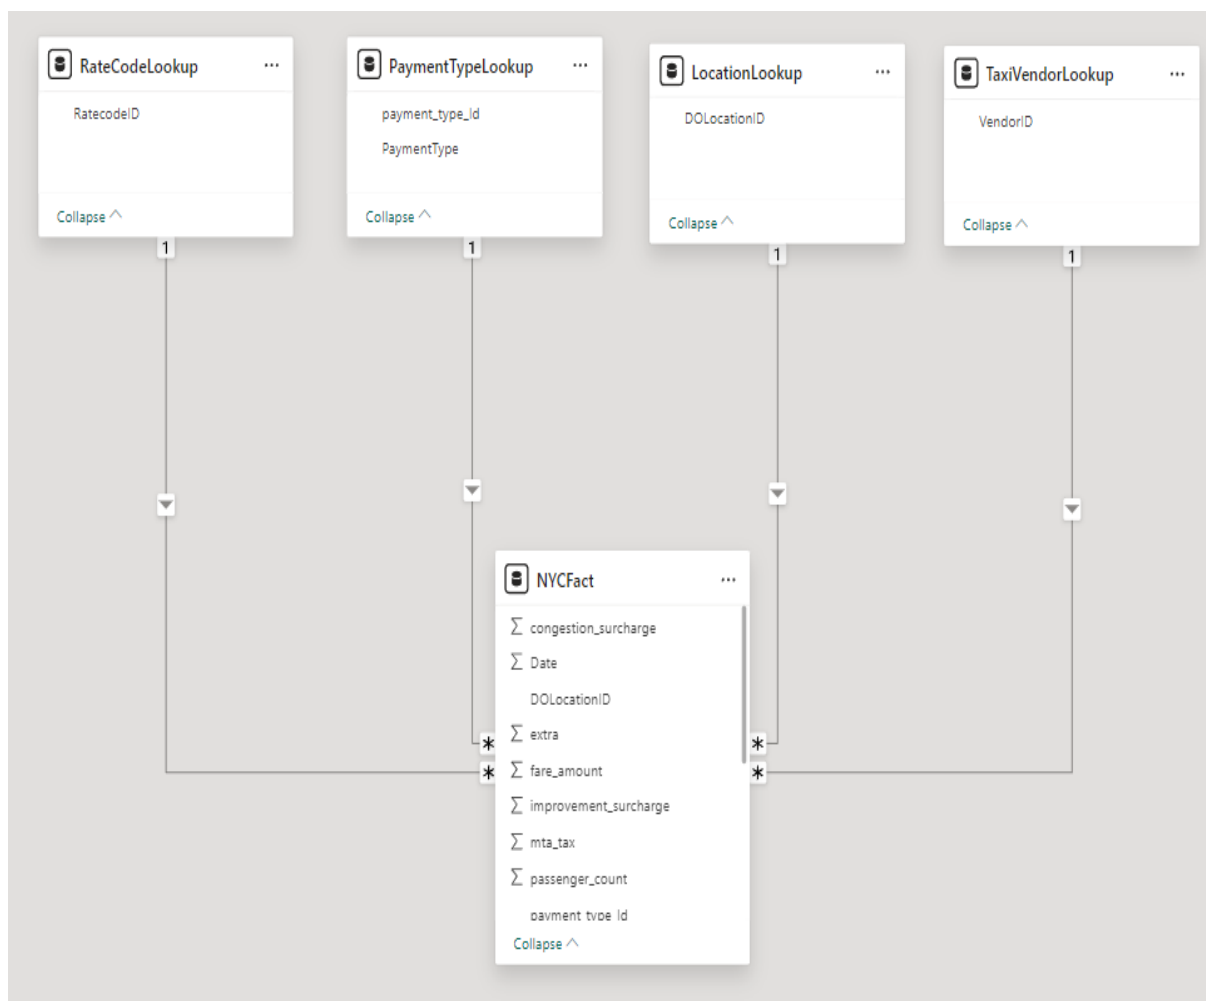 RateCodeLookup ...
RatecodeID
Collapse
1
PaymentTypeLookup ...
payment_type_Id
PaymentType
Collapse
1
LocationLookup ...
DOLocationID
Collapse
1
TaxiVendorLookup ...
VendorID
Collapse
1
NYCFact ...
Σ congestion_surcharge
Σ Date
DOLocationID
Σ extra
Σ fare_amount
Σ improvement_surcharge
Σ mta_tax
Σ passenger_count
payment_type_Id
Collapse
*
*
*
*